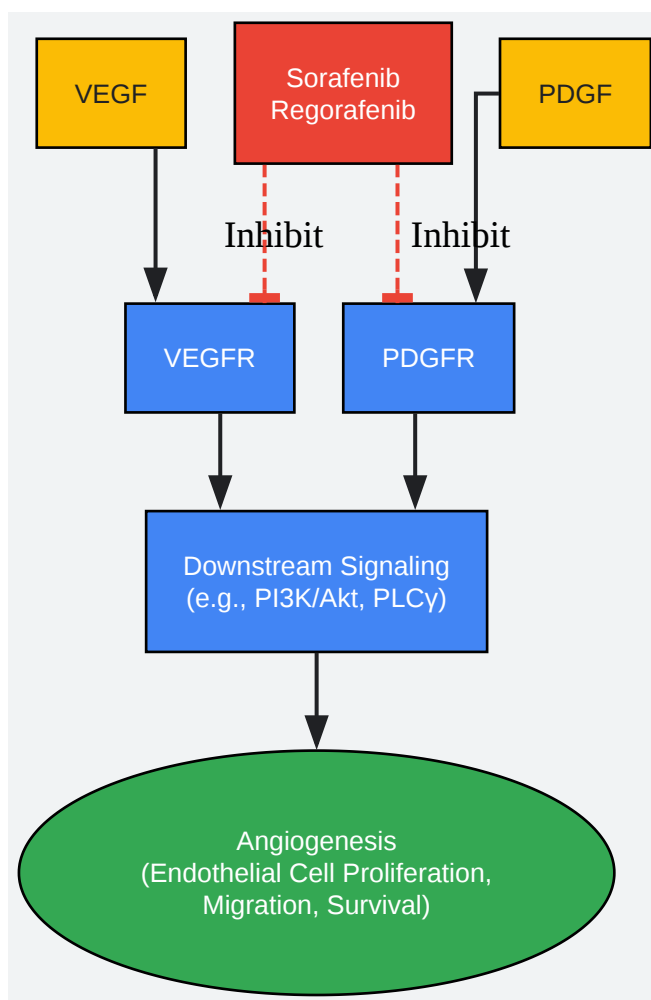 VEGF
Sorafenib
Regorafenib
PDGF
Inhibit
Inhibit
VEGFR
PDGFR
Downstream Signaling
(e.g., PI3K/Akt, PLCγ)
Angiogenesis
(Endothelial Cell Proliferation,
Migration, Survival)